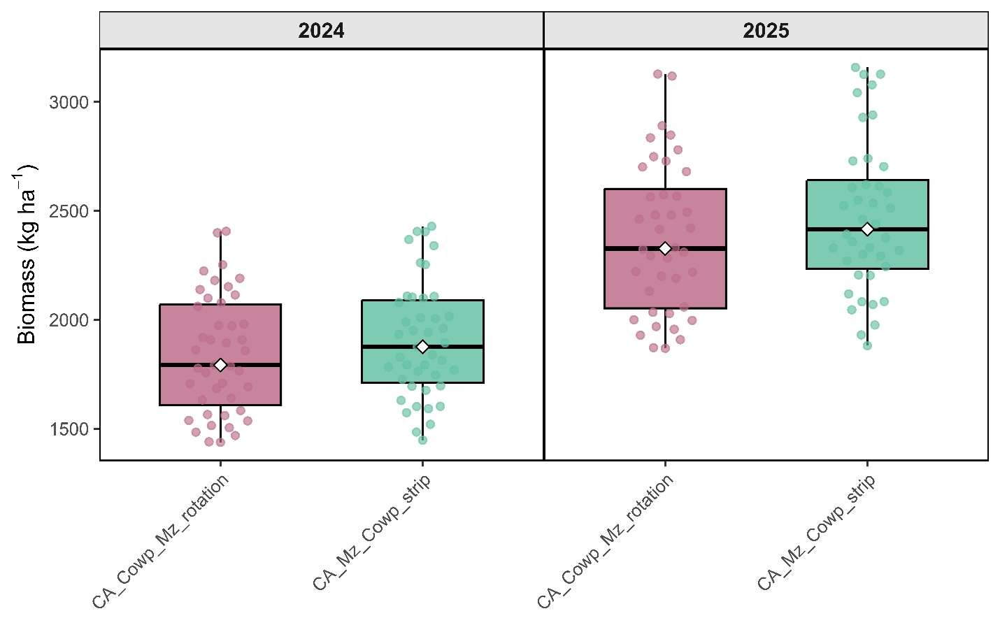 2024
2025
Biomass (kg ha⁻¹)
3000
2500
2000
1500
CA_Cowp_Mz_rotation
CA_Mz_Cowp_strip
CA_Cowp_Mz_rotation
CA_Mz_Cowp_strip